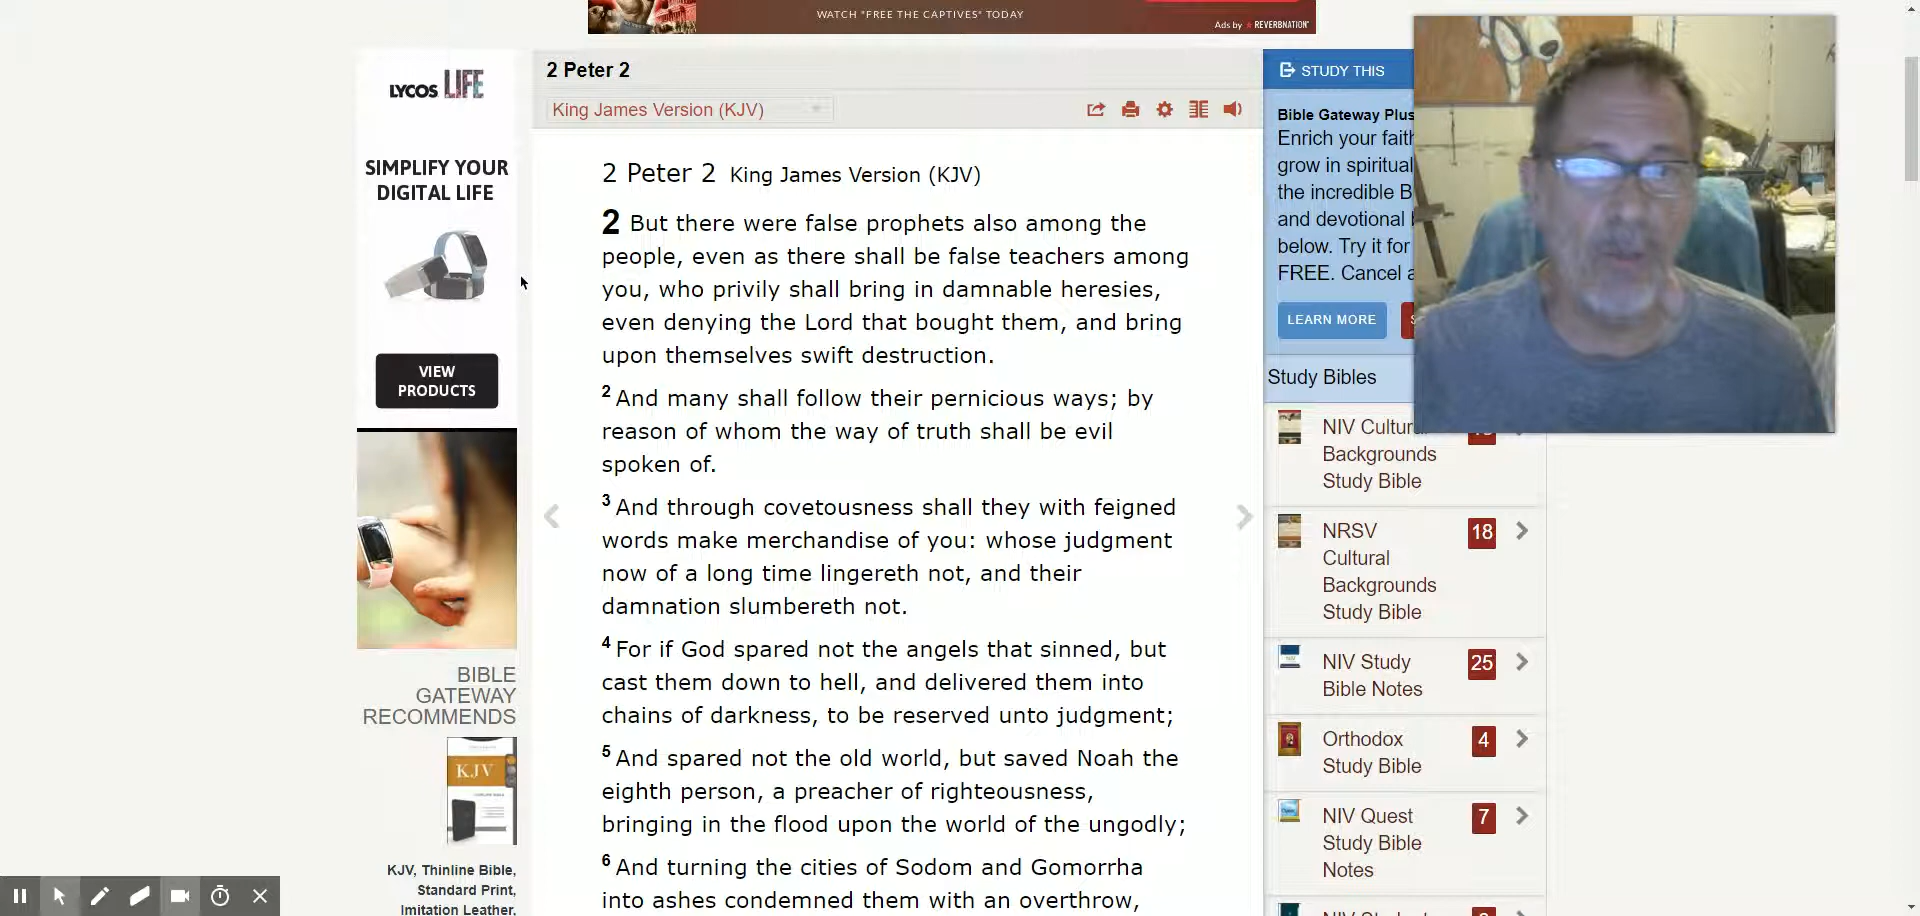 WATCH "FREE THE CAPTIVES" TODAY
Ads by REVERBNATION
LYCOS LIFE
SIMPLIFY YOUR
DIGITAL LIFE
VIEW
PRODUCTS
BIBLE
GATEWAY
RECOMMENDS
KJV
KJV, Thinline Bible,
Standard Print,
Imitation Leather,
2 Peter 2
King James Version (KJV)
2 Peter 2 King James Version (KJV)
2 But there were false prophets also among the
people, even as there shall be false teachers among
you, who privily shall bring in damnable heresies,
even denying the Lord that bought them, and bring
upon themselves swift destruction.
2 And many shall follow their pernicious ways; by
reason of whom the way of truth shall be evil
spoken of.
3 And through covetousness shall they with feigned
words make merchandise of you: whose judgment
now of a long time lingereth not, and their
damnation slumbereth not.
4 For if God spared not the angels that sinned, but
cast them down to hell, and delivered them into
chains of darkness, to be reserved unto judgment;
5 And spared not the old world, but saved Noah the
eighth person, a preacher of righteousness,
bringing in the flood upon the world of the ungodly;
6 And turning the cities of Sodom and Gomorrha
into ashes condemned them with an overthrow,
STUDY THIS
Bible Gateway Plus
Enrich your faith
grow in spiritual
the incredible B
and devotional
below. Try it for
FREE. Cancel a
LEARN MORE
Study Bibles
NIV Cultur
Backgrounds
Study Bible
NRSV 18
Cultural
Backgrounds
Study Bible
NIV Study 25
Bible Notes
Orthodox 4
Study Bible
NIV Quest 7
Study Bible
Notes